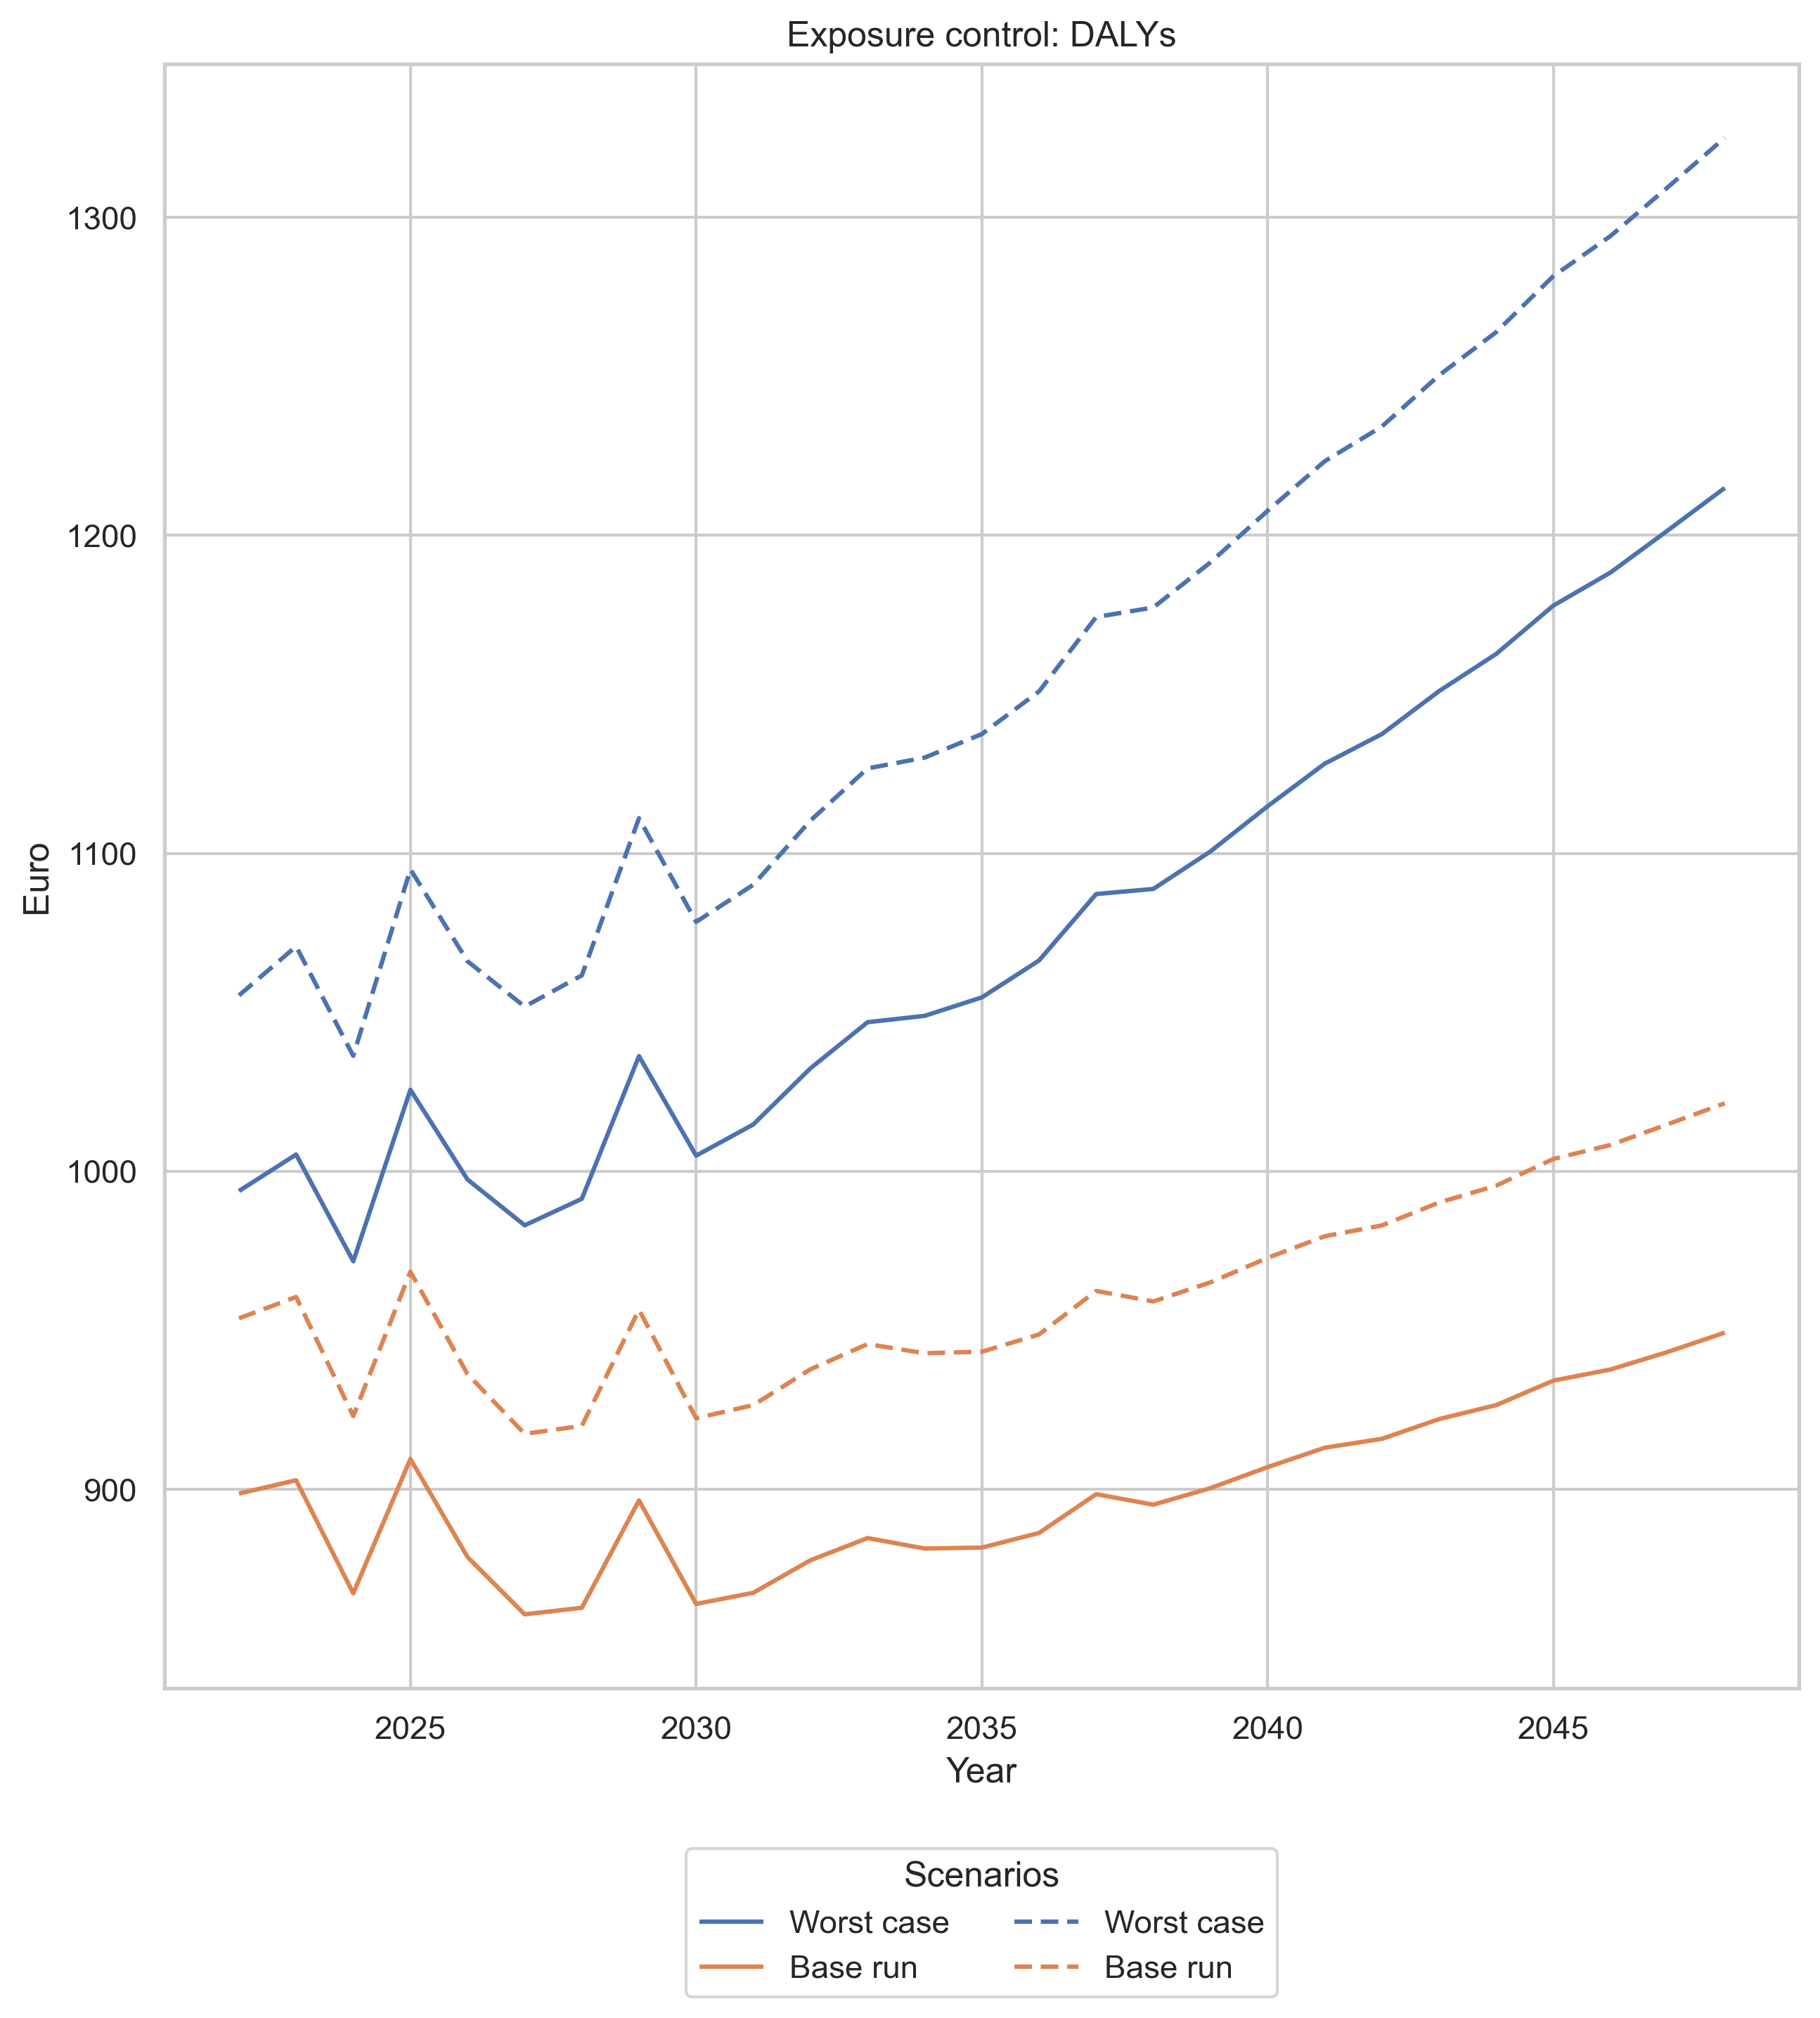 Exposure control: DALYs
1300
1200
1100
1000
900
Euro
2025 2030 2035 2040 2045
Year
Scenarios
Worst case Worst case
Base run Base run